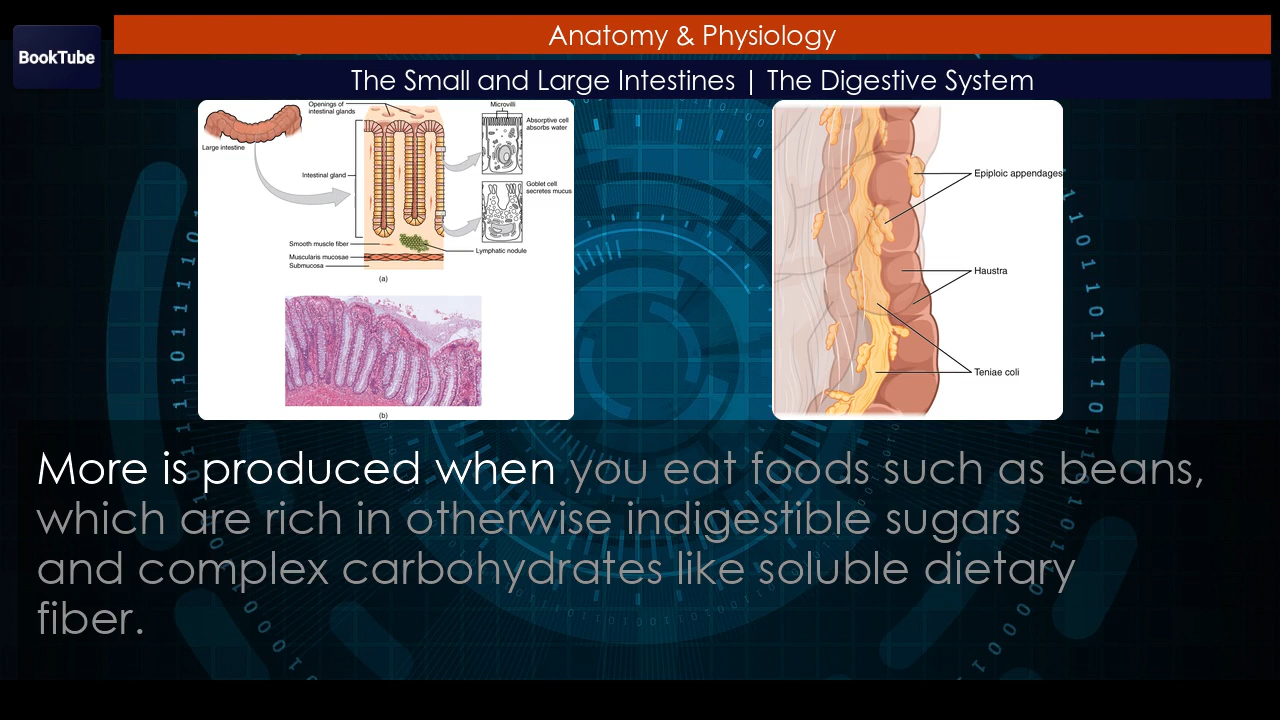 BookTube
Anatomy & Physiology
The Small and Large Intestines | The Digestive System
Openings of
intestinal glands
Large intestine
Intestinal gland
Smooth muscle fiber
Muscularis mucosae
Submucosa
Microvilli
Absorptive cell
absorbs water
Goblet cell
secretes mucus
Lymphatic nodule
(a)
(b)
Epiploic appendages
Haustra
Teniae coli
More is produced when you eat foods such as beans,
which are rich in otherwise indigestible sugars
and complex carbohydrates like soluble dietary
fiber.